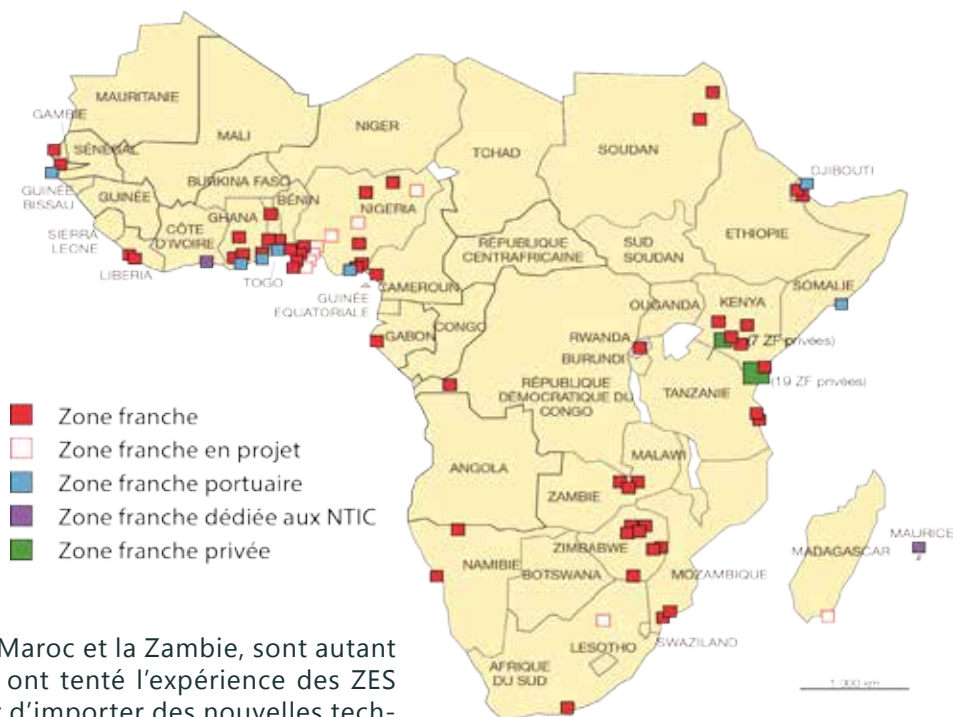 MAURITANIE
GAMBIE
SÉNÉGAL
MALI
NIGER
TCHAD
SOUDAN
DJIBOUTI
GUINÉE
BISSAU
GUINÉE
BURKINA FASO
BÉNIN
NIGERIA
GHANA
CÔTE
D'IVOIRE
SIERRA
LEONE
LIBERIA
TOGO
GUINÉE
EQUATORIALE
CAMEROUN
RÉPUBLIQUE
CENTRAFRICAINE
SUD
SOUDAN
ETHIOPIE
SOMALIE
OUGANDA
KENYA
(7 ZF privées)
GABON
CONGO
RWANDA
BURUNDI
RÉPUBLIQUE
DÉMOCRATIQUE DU
CONGO
TANZANIE
(19 ZF privées)
Zone franche
Zone franche en projet
Zone franche portuaire
Zone franche dédiée aux NTIC
Zone franche privée
ANGOLA
MALAWI
ZAMBIE
ZIMBABWE
NAMIBIE
BOTSWANA
MOZAMBIQUE
MADAGASCAR
MAURICE
LESOTHO
SWAZILAND
AFRIQUE
DU SUD
1 000 km
Maroc et la Zambie, sont autant
ont tenté l'expérience des ZES
d'importer des nouvelles tech-